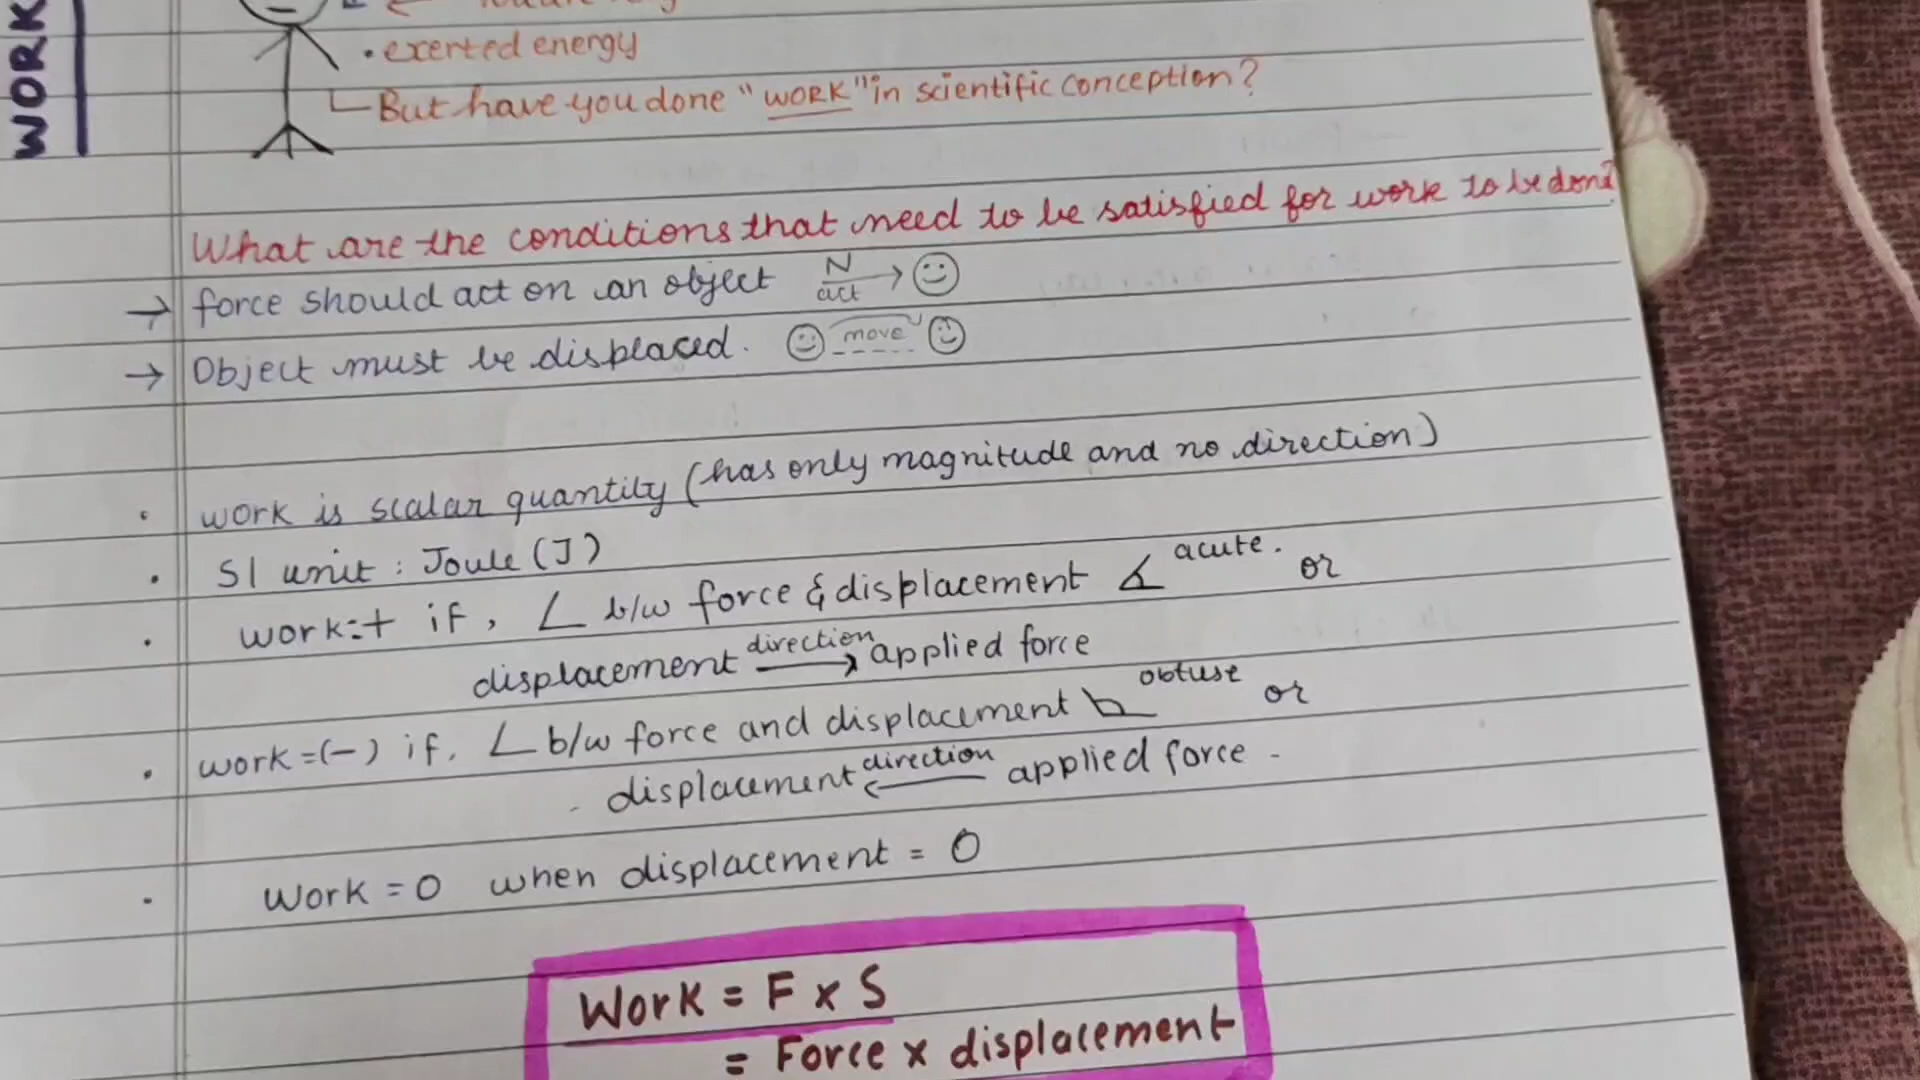 WORK
• exerted energy
But have you done "WORK" in scientific conception?
What are the conditions that need to be satisfied for work to be done?
→ force should act on an object N act →
→ Object must be displaced. move
• work is scalar quantity (has only magnitude and no direction)
• SI unit : Joule (J)
• work:+ if, ∠ b/w force & displacement acute. or
displacement direction → applied force
• work = (-) if, ∠ b/w force and displacement obtuse or
displacement direction ← applied force.
• Work = 0 when displacement = 0
Work = F x S
= Force x displacement